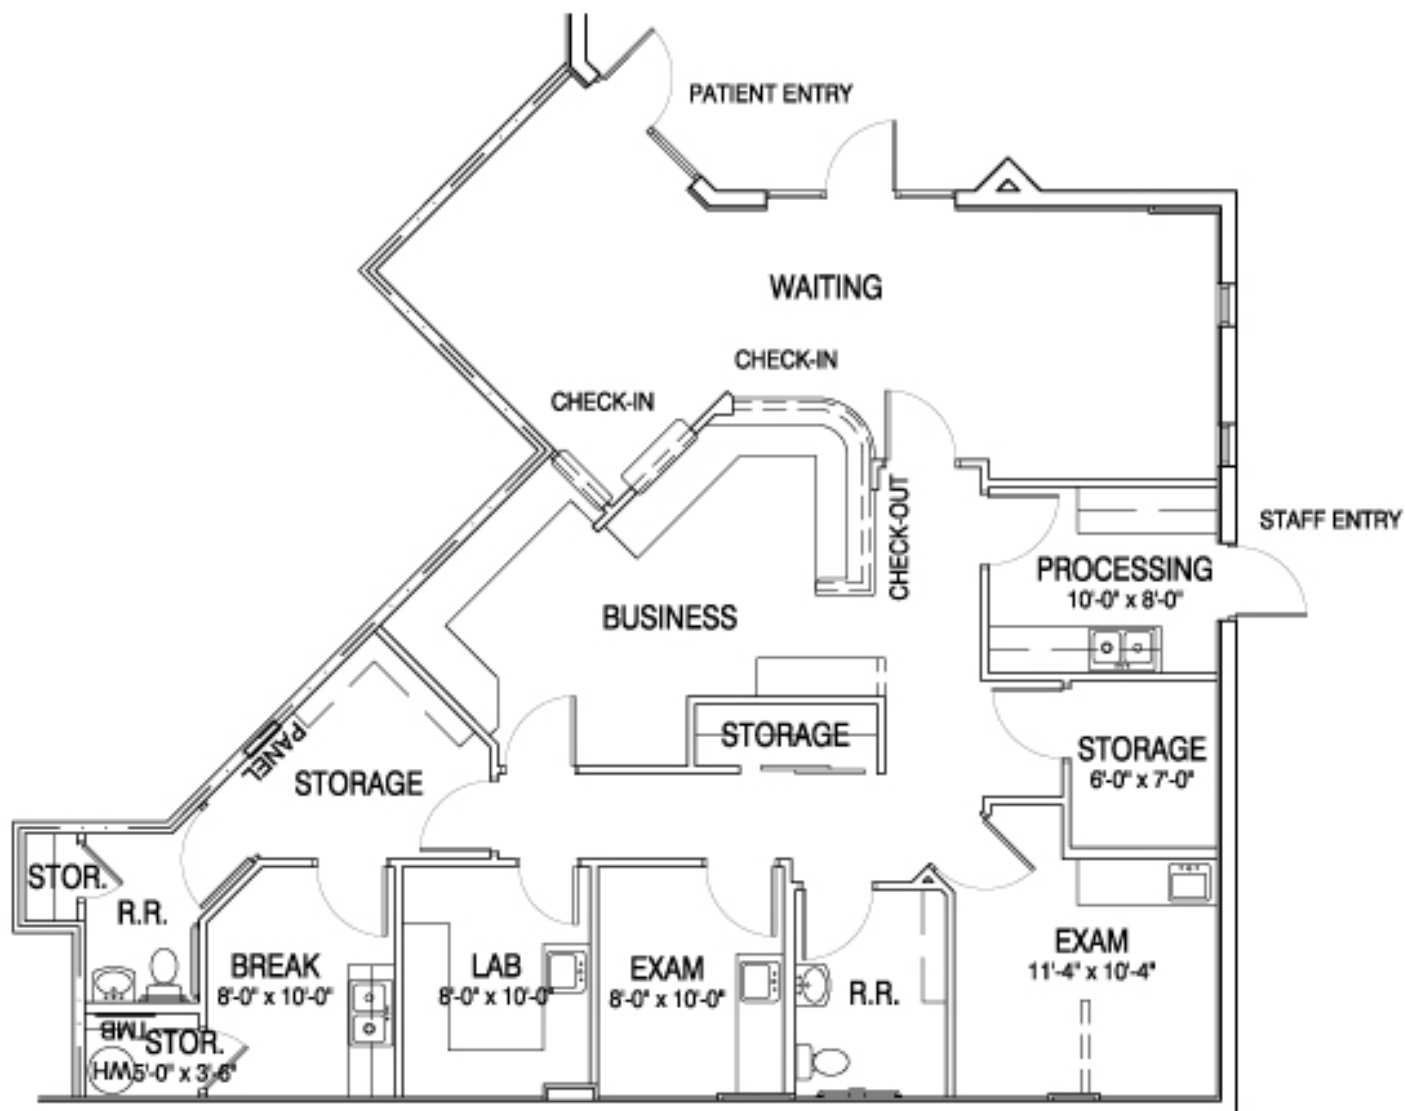 PATIENT ENTRY
WAITING
CHECK-IN
CHECK-IN
CHECK-OUT
STAFF ENTRY
PROCESSING
10'-0" x 8'-0"
BUSINESS
STORAGE
PANEL
STORAGE
STORAGE
6'-0" x 7'-0"
STOR.
R.R.
BREAK
8'-0" x 10'-0"
LAB
8'-0" x 10'-0"
EXAM
8'-0" x 10'-0"
R.R.
EXAM
11'-4" x 10'-4"
TMB
STOR.
WH
5'-0" x 3'-6"